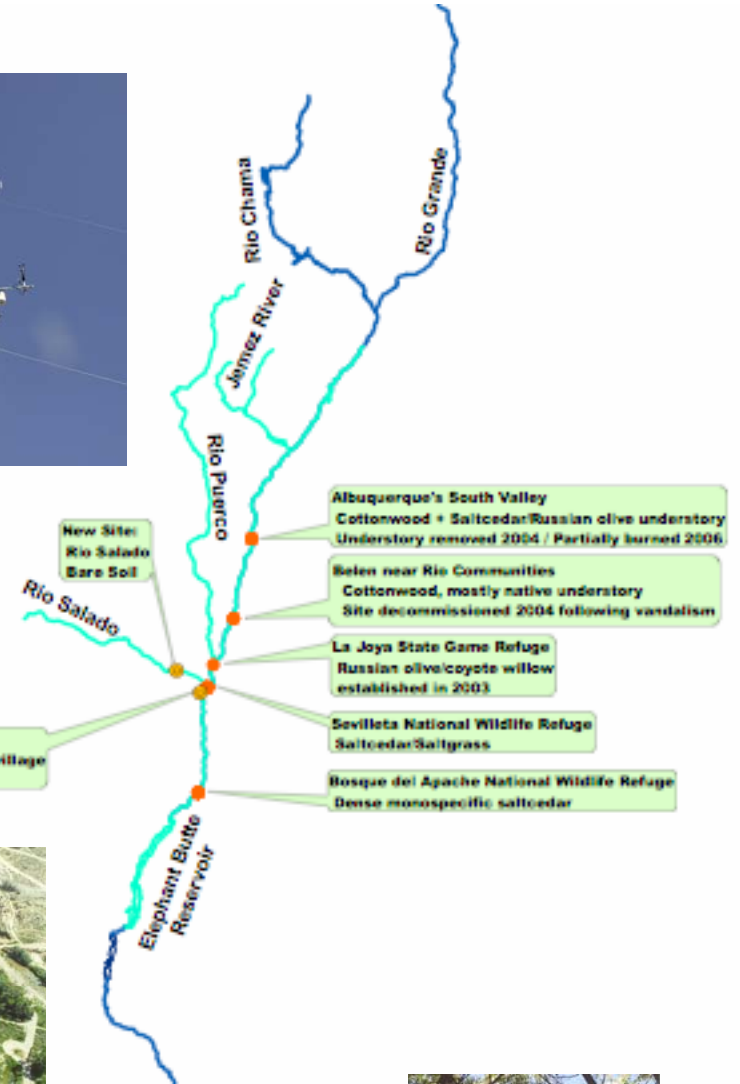 Rio Chama
Rio Grande
Jemez River
Rio Puerco
Albuquerque's South Valley
Cottonwood + Saltcedar/Russian olive understory
Understory removed 2004 / Partially burned 2006
New Site:
Rio Salado
Bare Soil
Belen near Rio Communities
Cottonwood, mostly native understory
Site decommissioned 2004 following vandalism
Rio Salado
La Joya State Game Refuge
Russian olive/coyote willow
established in 2003
Sevilleta National Wildlife Refuge
Saltcedar/Saltgrass
village
Bosque del Apache National Wildlife Refuge
Dense monospecific saltcedar
Elephant Butte
Reservoir